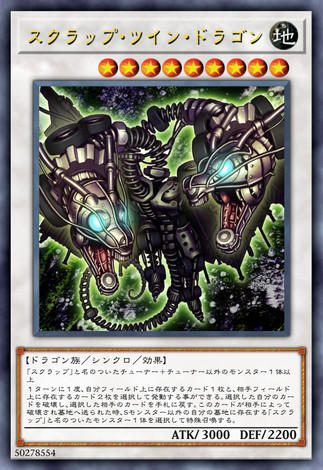 スクラップ・ツイン・ドラゴン 地
【ドラゴン族／シンクロ／効果】
「スクラップ」と名のついたチューナー＋チューナー以外のモンスター１体以
上
１ターンに１度、自分フィールド上に存在するカード１枚と、相手フィール
ド上に存在するカード２枚を選択して発動する事ができる。選択した自分のカー
ドを破壊し、選択した相手のカードを手札に戻す。このカードが相手によって
破壊され墓地へ送られた時、Sモンスター以外の自分の墓地に存在する「スクラ
ップ」と名のついたモンスター１体を選択して特殊召喚する。
ATK/ 3000 DEF/2200
50278554